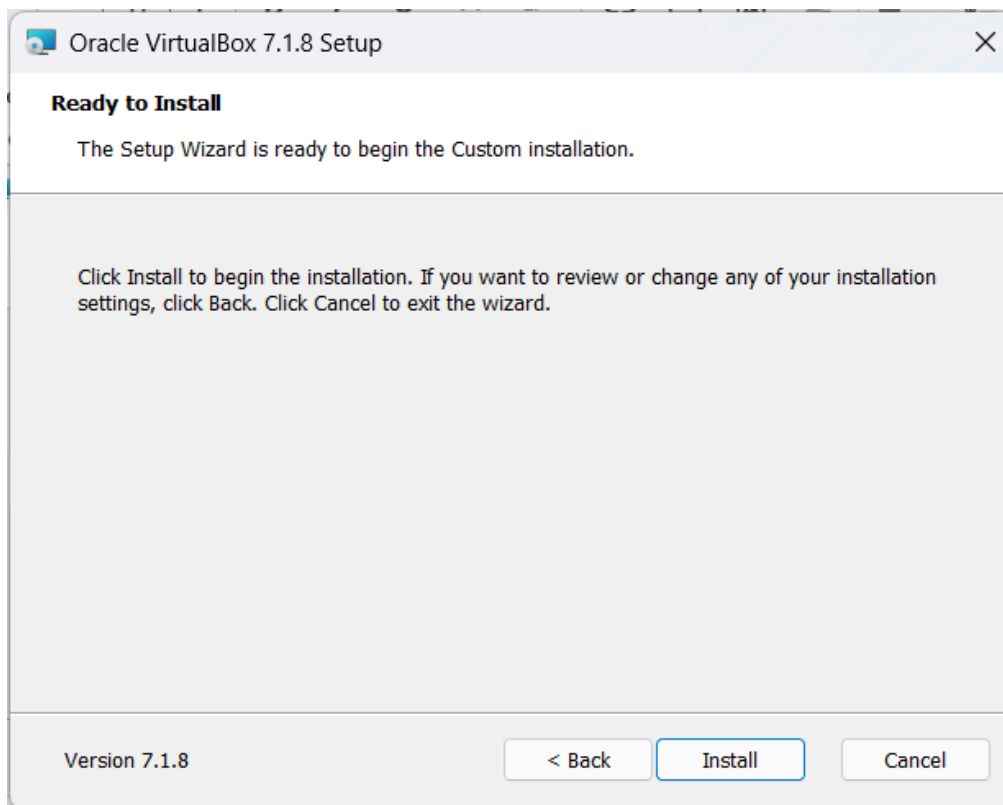 Oracle VirtualBox 7.1.8 Setup
Ready to Install
The Setup Wizard is ready to begin the Custom installation.
Click Install to begin the installation. If you want to review or change any of your installation
settings, click Back. Click Cancel to exit the wizard.
Version 7.1.8
< Back
Install
Cancel